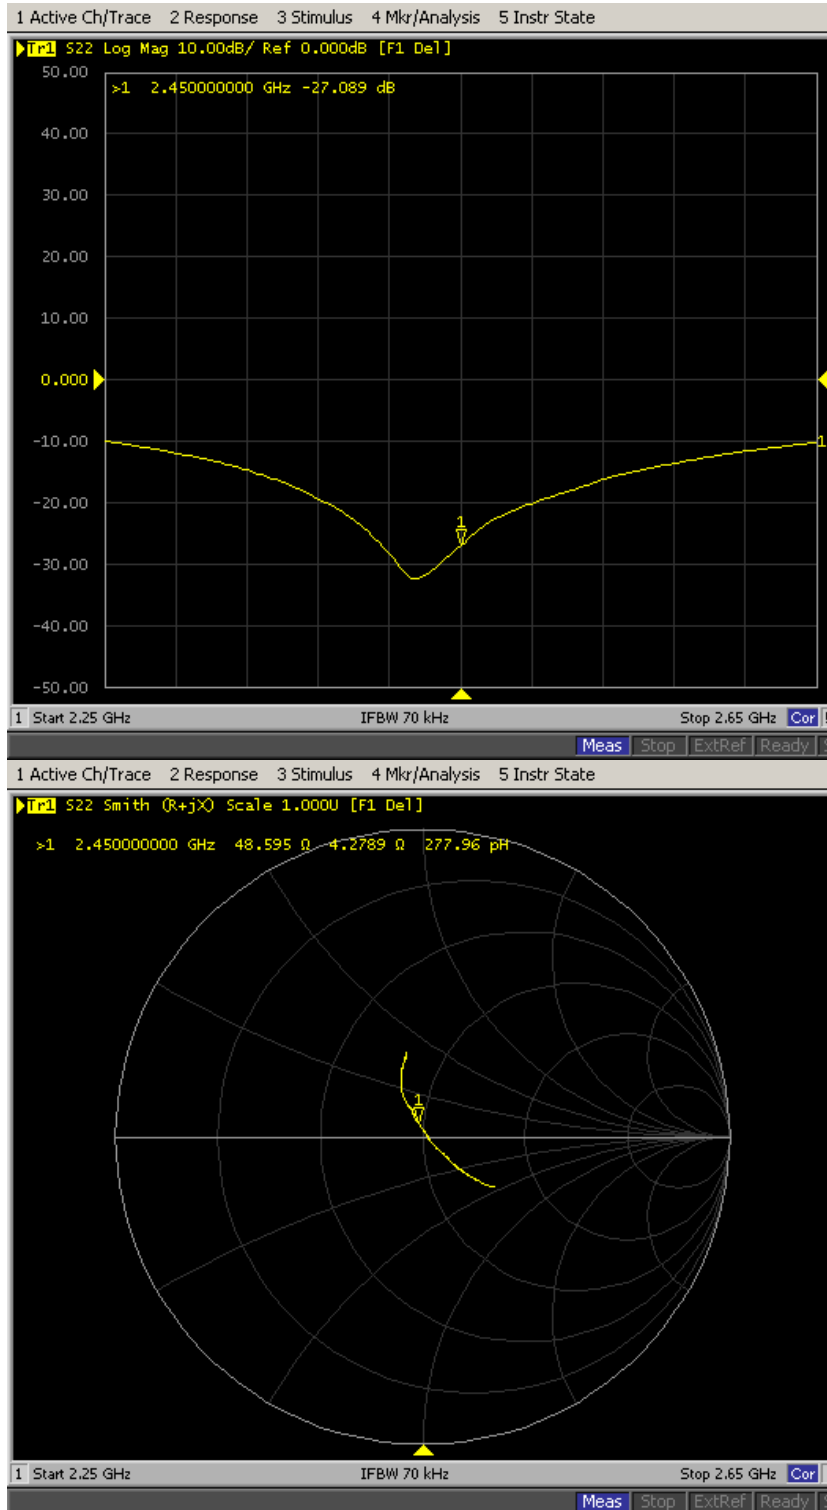 1 Active Ch/Trace 2 Response 3 Stimulus 4 Mkr/Analysis 5 Instr State
Tr1 S22 Log Mag 10.00dB/ Ref 0.000dB [F1 Del]
50.00
>1 2.450000000 GHz -27.089 dB
40.00
30.00
20.00
10.00
0.000
-10.00
1
-20.00
1
-30.00
-40.00
-50.00
1 Start 2.25 GHz IFBW 70 kHz Stop 2.65 GHz Cor
Meas Stop ExtRef Ready
1 Active Ch/Trace 2 Response 3 Stimulus 4 Mkr/Analysis 5 Instr State
Tr1 S22 Smith (R+jX) Scale 1.000U [F1 Del]
>1 2.450000000 GHz 48.595 Ω 4.2789 Ω 277.96 pH
1
1 Start 2.25 GHz IFBW 70 kHz Stop 2.65 GHz Cor
Meas Stop ExtRef Ready